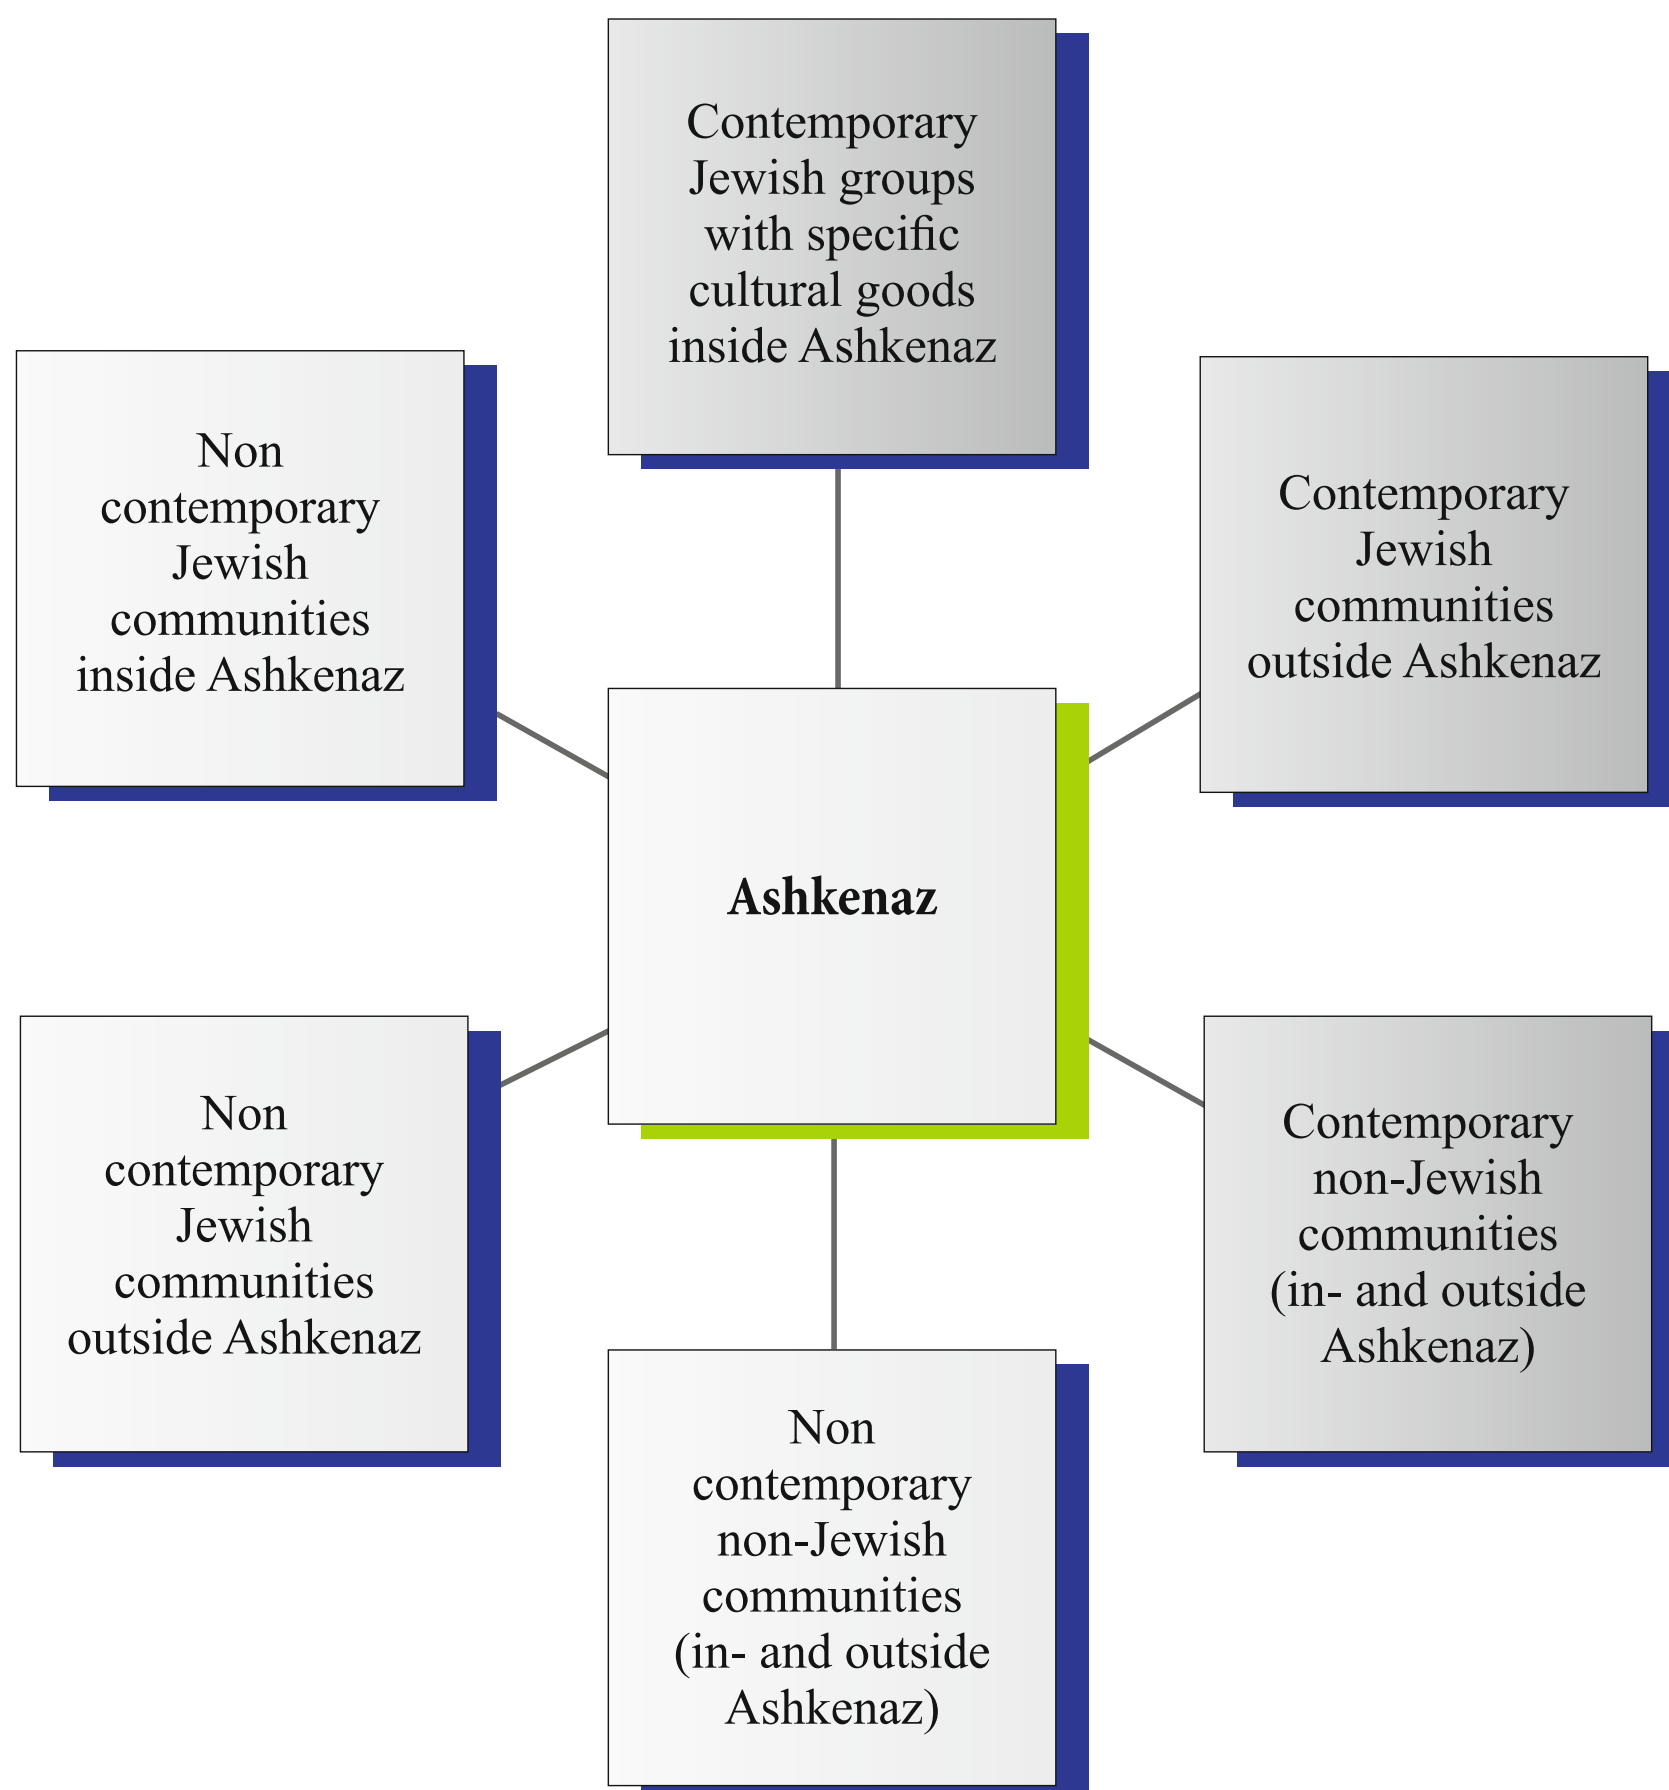 Contemporary
Jewish groups
with specific
cultural goods
inside Ashkenaz
Non
contemporary
Jewish
communities
inside Ashkenaz
Contemporary
Jewish
communities
outside Ashkenaz
Ashkenaz
Non
contemporary
Jewish
communities
outside Ashkenaz
Contemporary
non-Jewish
communities
(in- and outside
Ashkenaz)
Non
contemporary
non-Jewish
communities
(in- and outside
Ashkenaz)